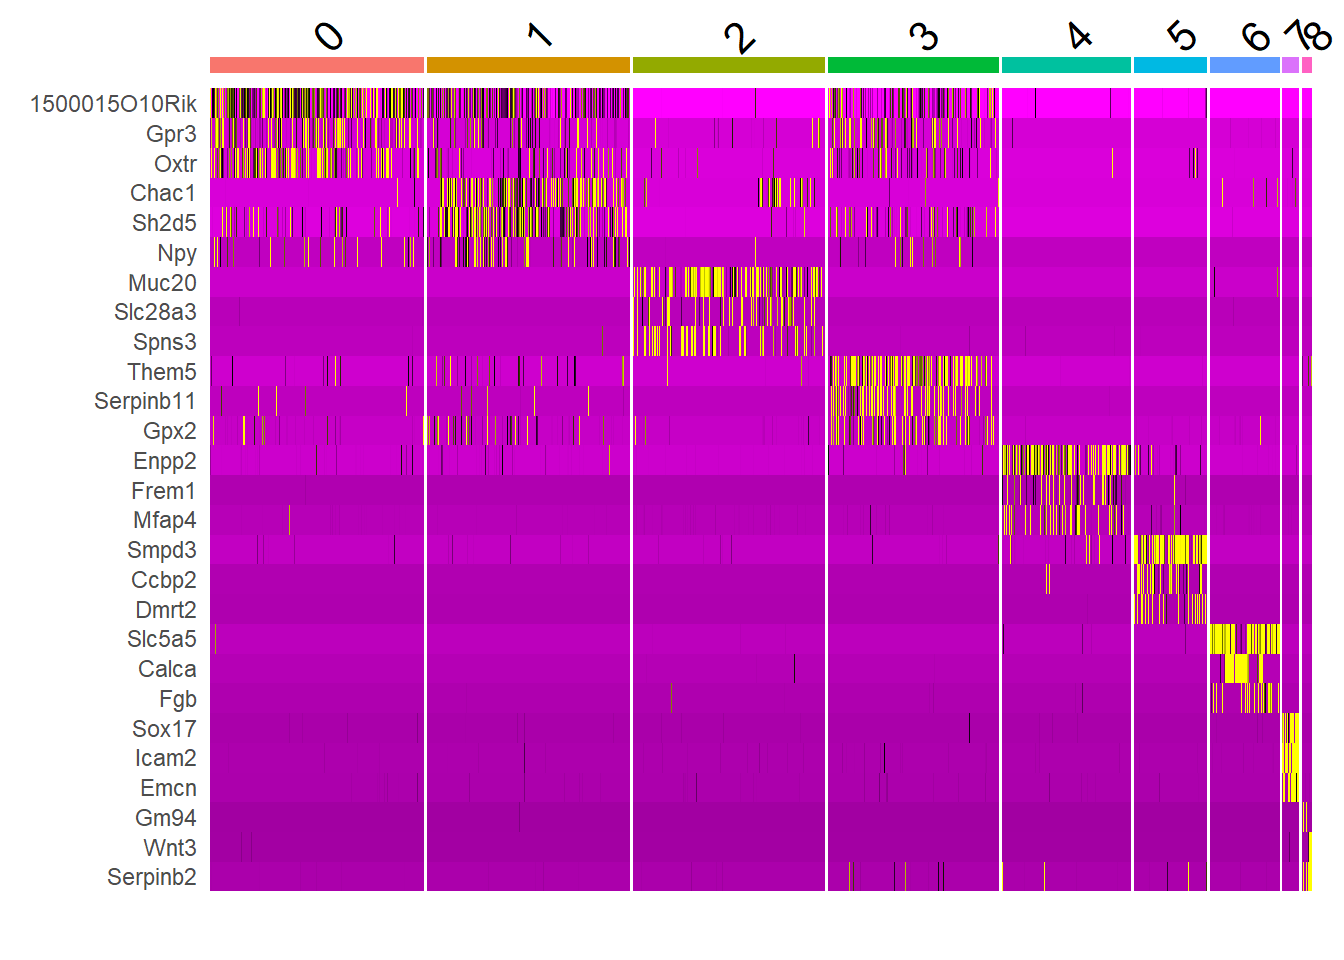 0 1 2 3 4 5 6 7 8
1500015O10Rik
Gpr3
Oxtr
Chac1
Sh2d5
Npy
Muc20
Slc28a3
Spns3
Them5
Serpinb11
Gpx2
Enpp2
Frem1
Mfap4
Smpd3
Ccbp2
Dmrt2
Slc5a5
Calca
Fgb
Sox17
Icam2
Emcn
Gm94
Wnt3
Serpinb2